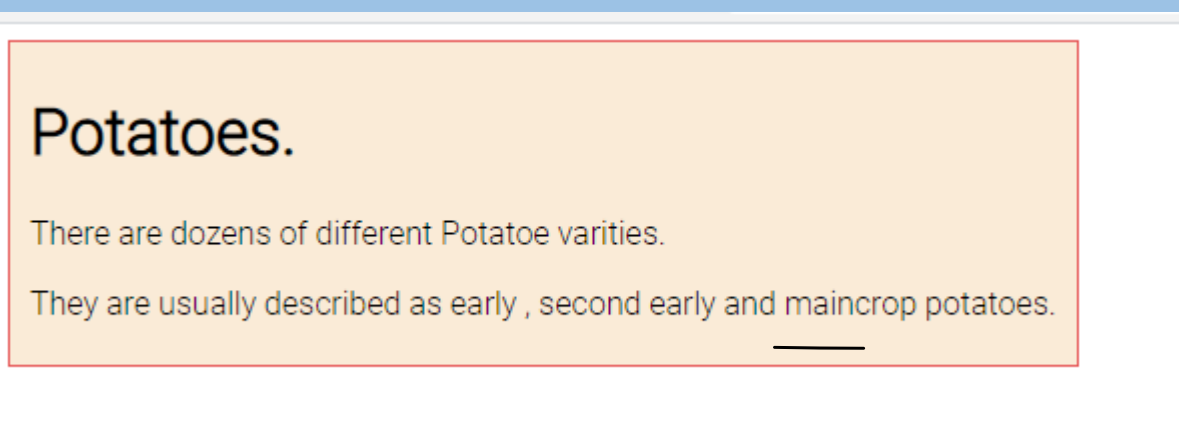 Potatoes.
There are dozens of different Potatoe varities.
They are usually described as early , second early and maincrop potatoes.